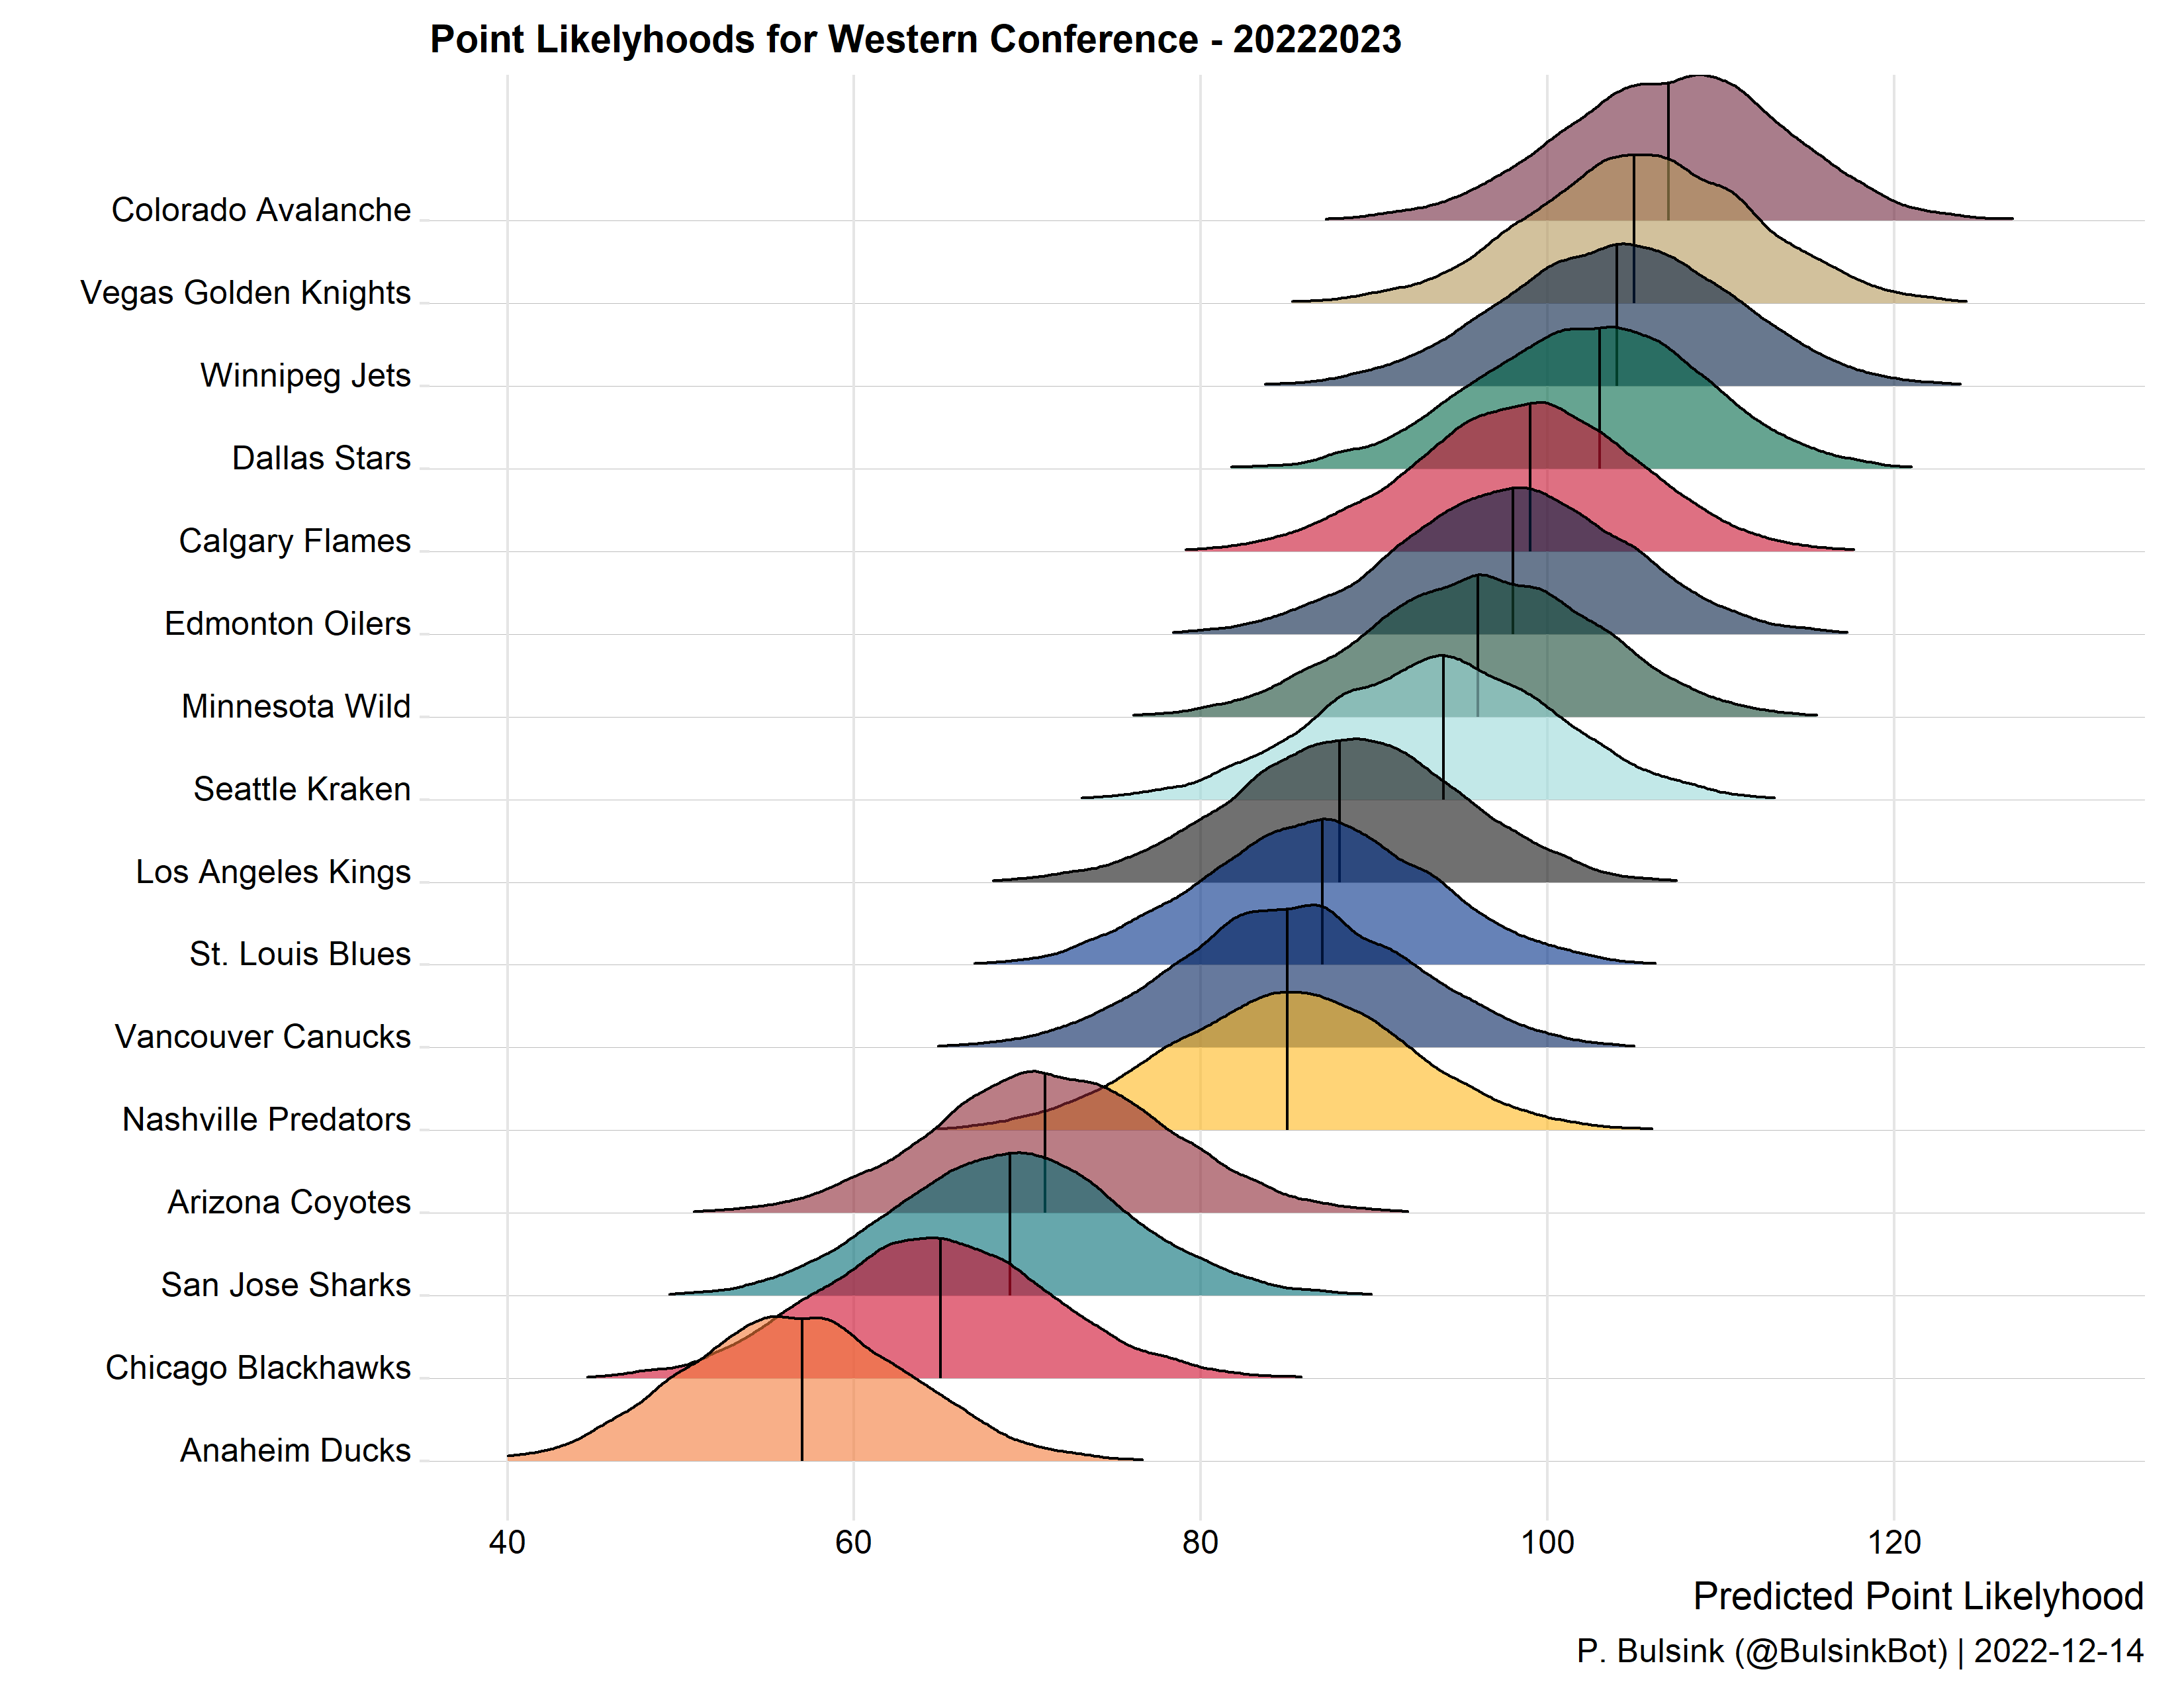 Point Likelyhoods for Western Conference - 20222023
Colorado Avalanche
Vegas Golden Knights
Winnipeg Jets
Dallas Stars
Calgary Flames
Edmonton Oilers
Minnesota Wild
Seattle Kraken
Los Angeles Kings
St. Louis Blues
Vancouver Canucks
Nashville Predators
Arizona Coyotes
San Jose Sharks
Chicago Blackhawks
Anaheim Ducks
40 60 80 100 120
Predicted Point Likelyhood
P. Bulsink (@BulsinkBot) | 2022-12-14